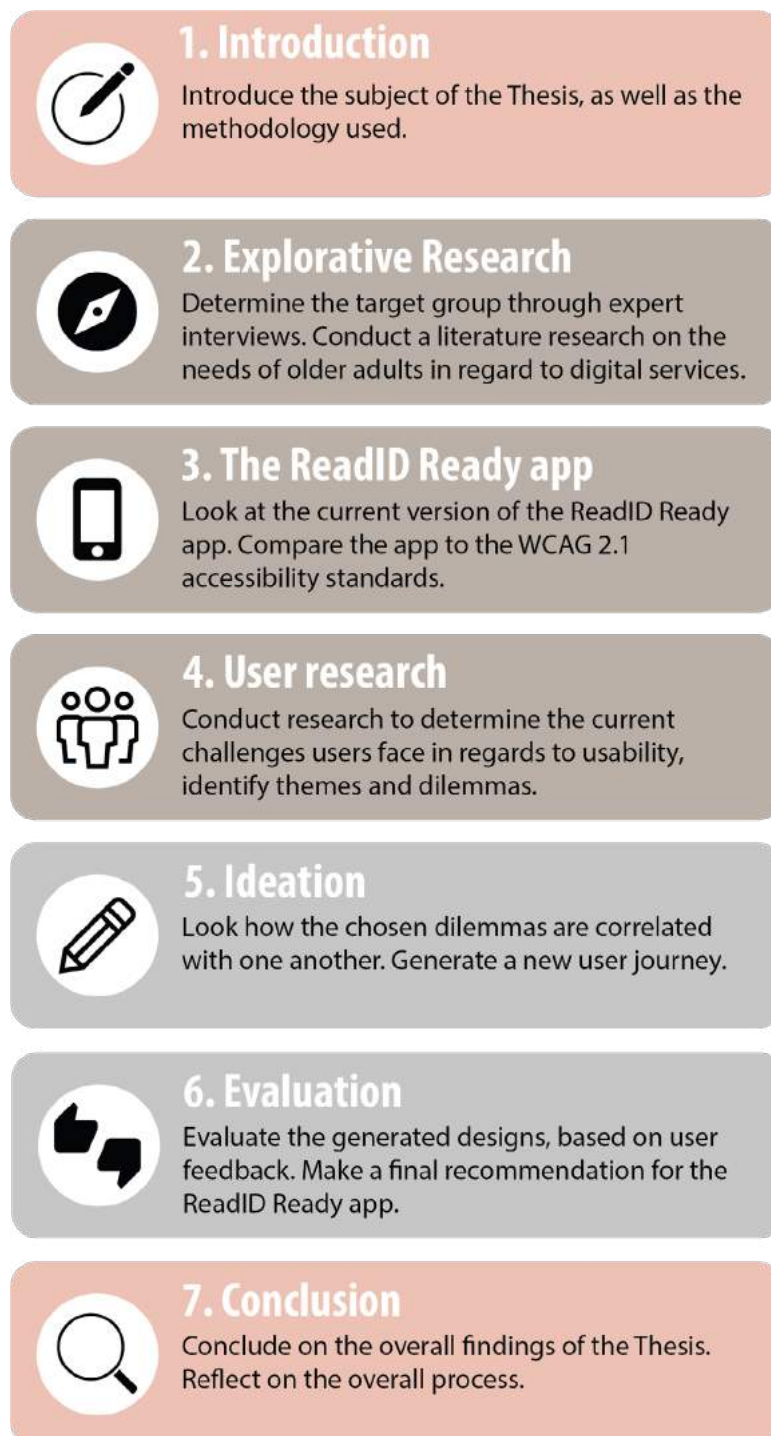 1. Introduction
Introduce the subject of the Thesis, as well as the
methodology used.
2. Explorative Research
Determine the target group through expert
interviews. Conduct a literature research on the
needs of older adults in regard to digital services.
3. The ReadID Ready app
Look at the current version of the ReadID Ready
app. Compare the app to the WCAG 2.1
accessibility standards.
4. User research
Conduct research to determine the current
challenges users face in regards to usability,
identify themes and dilemmas.
5. Ideation
Look how the chosen dilemmas are correlated
with one another. Generate a new user journey.
6. Evaluation
Evaluate the generated designs, based on user
feedback. Make a final recommendation for the
ReadID Ready app.
7. Conclusion
Conclude on the overall findings of the Thesis.
Reflect on the overall process.